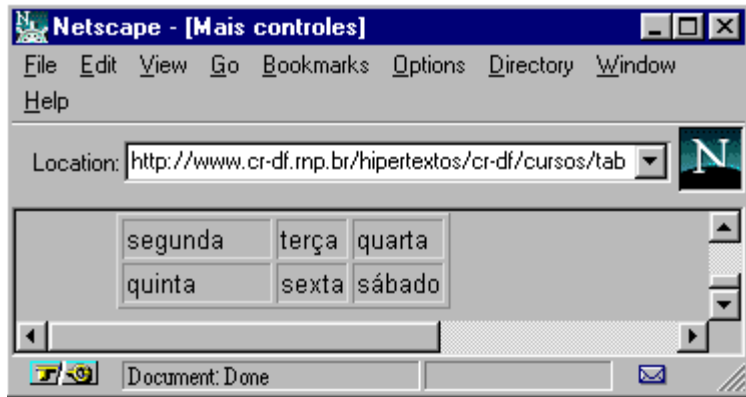 Netscape - [Mais controles]
File Edit View Go Bookmarks Options Directory Window
Help
Location: http://www.cr-df.rnp.br/hipertextos/cr-df/cursos/tab
N
segunda terça quarta
quinta sexta sábado
Document: Done